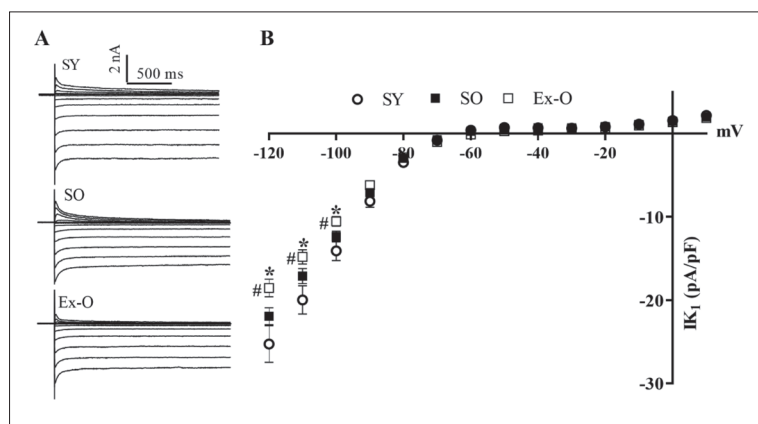 A
B
SY
2 nA
500 ms
SY SO Ex-O
mV
-120 -100 -80 -60 -40 -20
SO
-10
# *
# *
# *
Ex-O
-20
IK1 (pA/pF)
-30